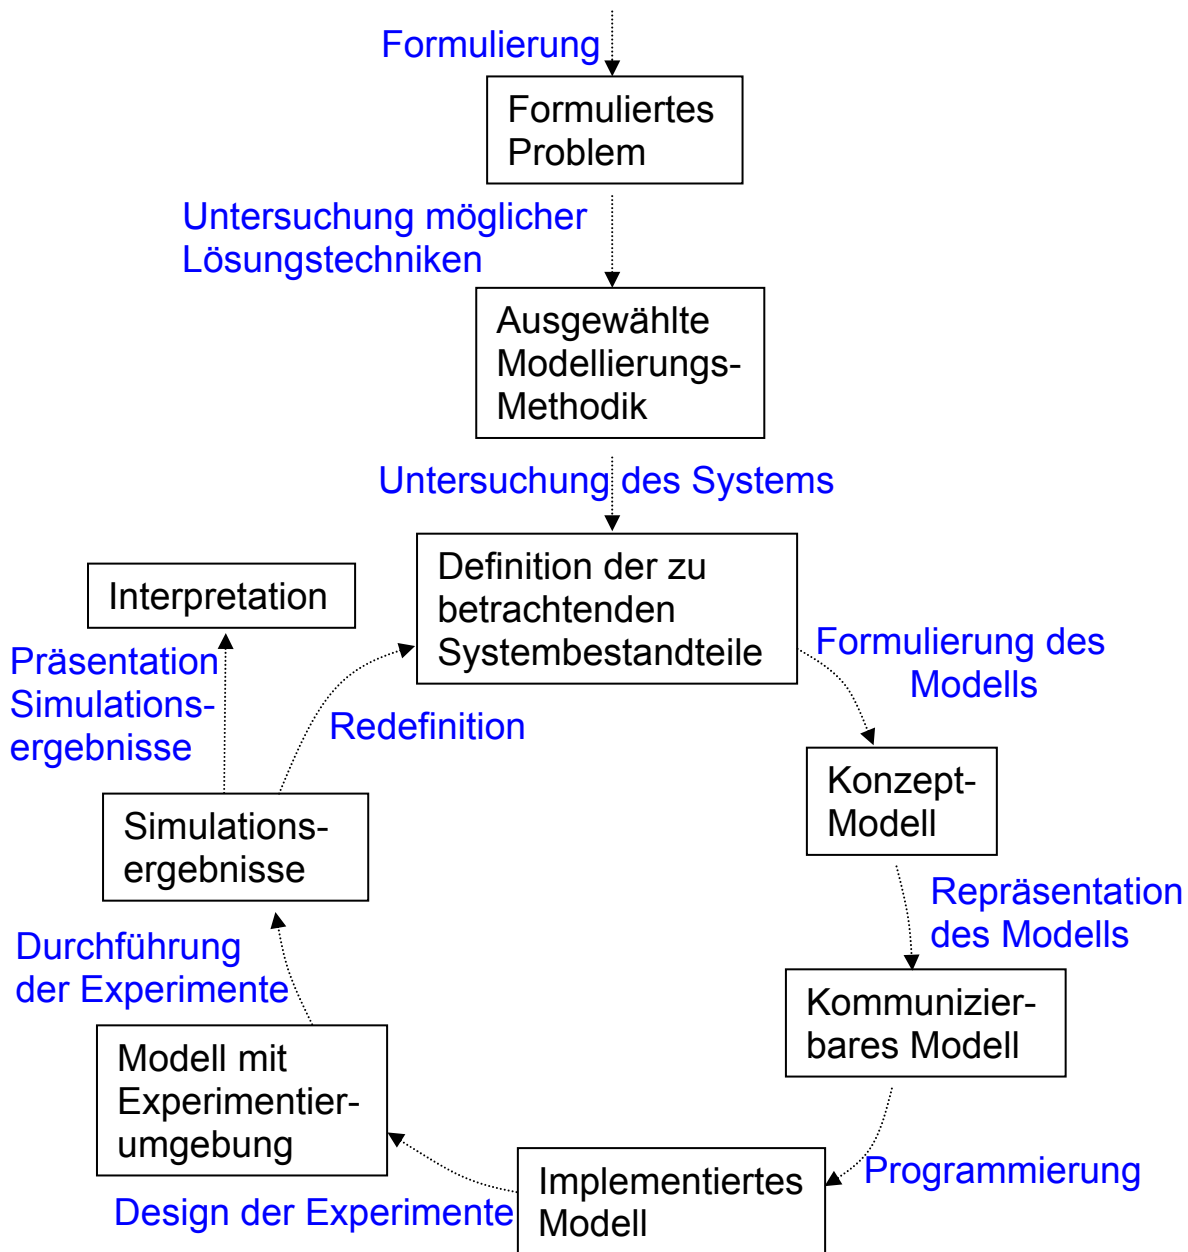 Formulierung
Formuliertes
Problem
Untersuchung möglicher
Lösungstechniken
Ausgewählte
Modellierungs-
Methodik
Untersuchung des Systems
Definition der zu
betrachtenden
Systembestandteile
Interpretation
Formulierung des
Modells
Präsentation
Simulations-
ergebnisse
Redefinition
Konzept-
Modell
Simulations-
ergebnisse
Repräsentation
des Modells
Durchführung
der Experimente
Kommunizier-
bares Modell
Modell mit
Experimentier-
umgebung
Programmierung
Implementiertes
Modell
Design der Experimente